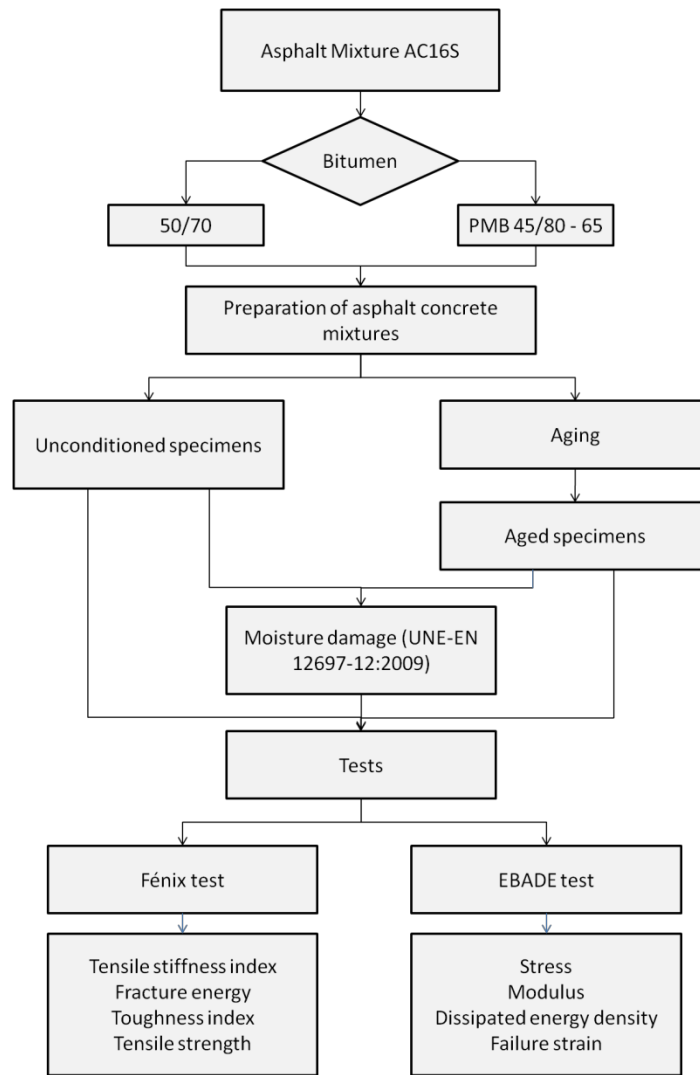 Asphalt Mixture AC16S
Bitumen
50/70
PMB 45/80 - 65
Preparation of asphalt concrete
mixtures
Unconditioned specimens
Aging
Aged specimens
Moisture damage (UNE-EN
12697-12:2009)
Tests
Fénix test
EBADE test
Tensile stiffness index
Fracture energy
Toughness index
Tensile strength
Stress
Modulus
Dissipated energy density
Failure strain